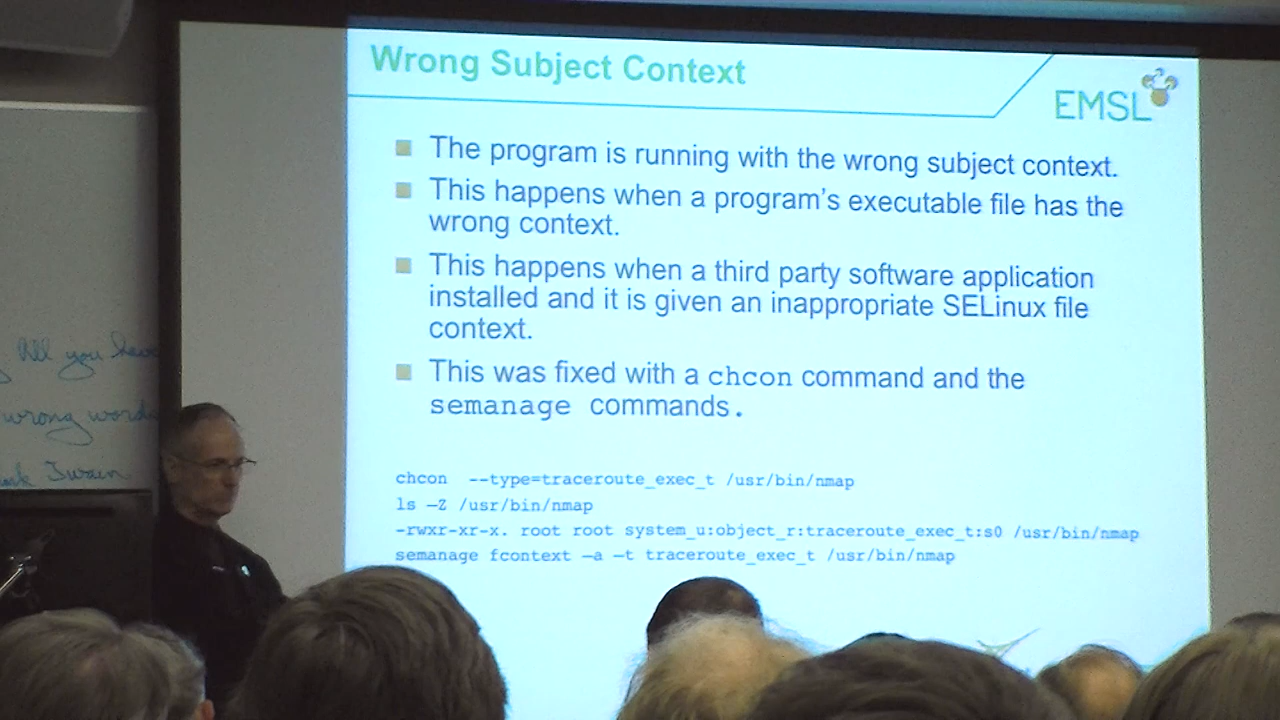 Wrong Subject Context
EMSL
The program is running with the wrong subject context.
This happens when a program's executable file has the
wrong context.
This happens when a third party software application
installed and it is given an inappropriate SELinux file
context.
This was fixed with a chcon command and the
semanage commands.
chcon --type=traceroute_exec_t /usr/bin/nmap
ls –Z /usr/bin/nmap
-rwxr-xr-x. root root system_u:object_r:traceroute_exec_t:s0 /usr/bin/nmap
semanage fcontext –a –t traceroute_exec_t /usr/bin/nmap
All you have
wrong words
Twain